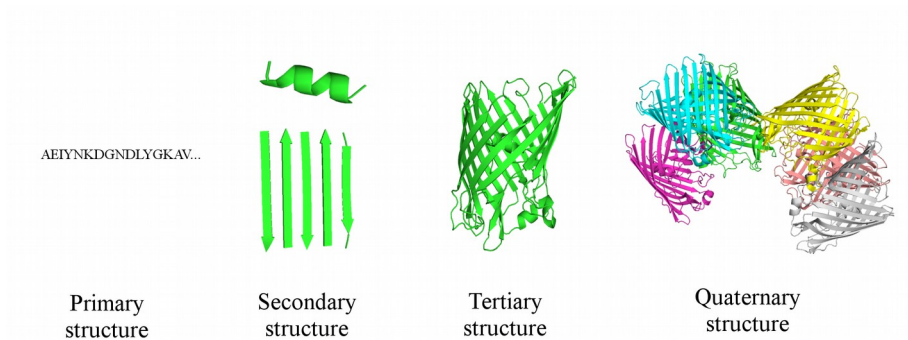 AEIYNKDGNDLYGKAV...
Primary
structure
Secondary
structure
Tertiary
structure
Quaternary
structure